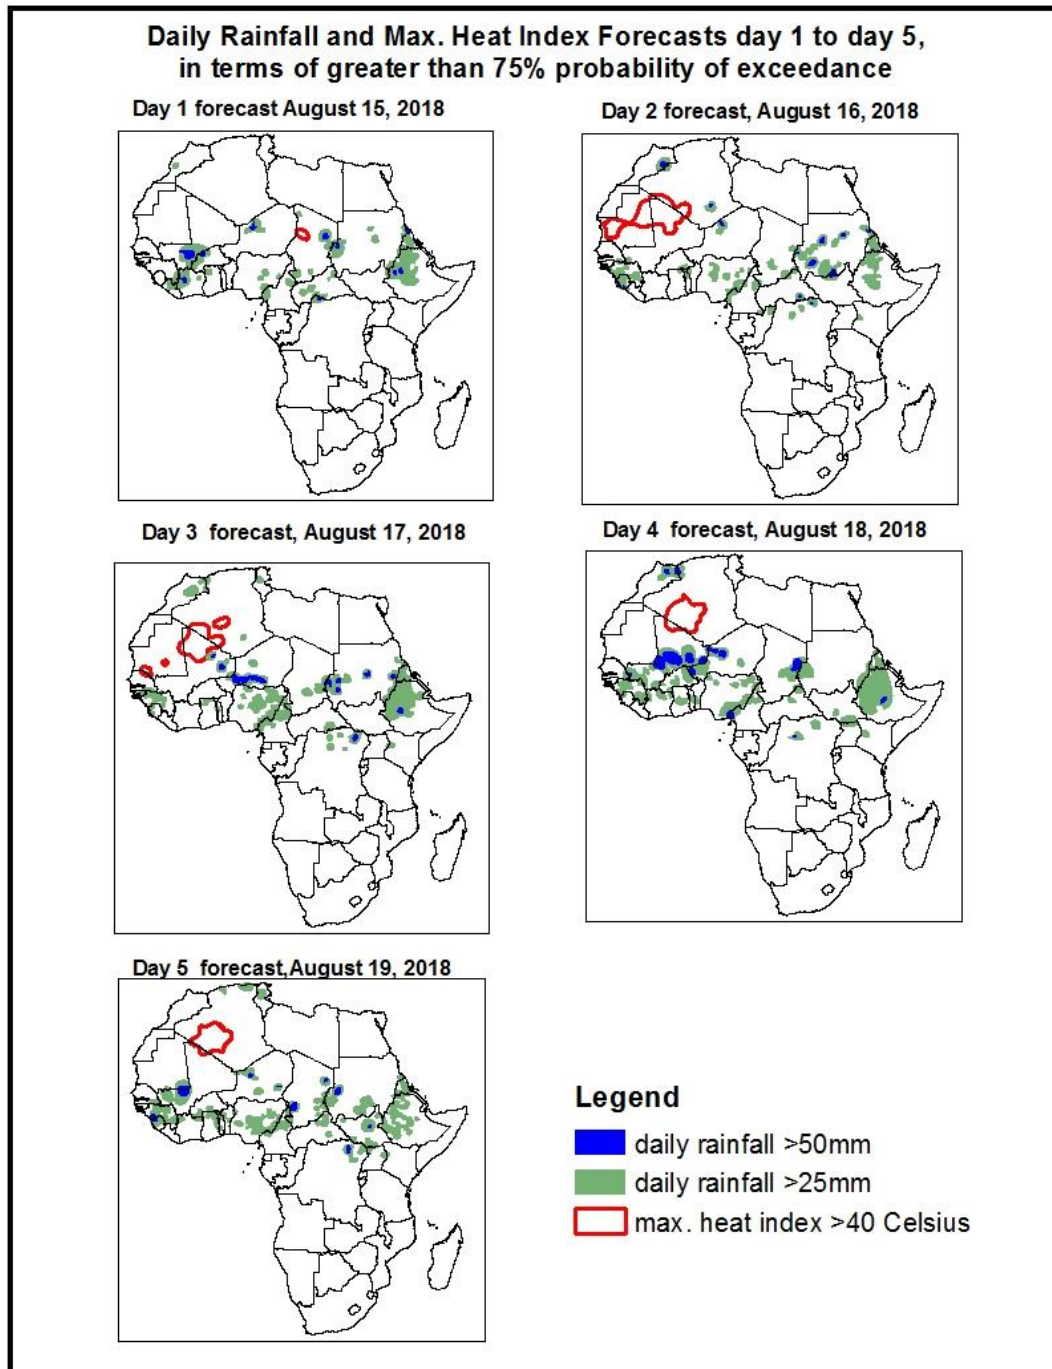 Daily Rainfall and Max. Heat Index Forecasts day 1 to day 5,
in terms of greater than 75% probability of exceedance
Day 1 forecast August 15, 2018
Day 2 forecast, August 16, 2018
Day 3 forecast, August 17, 2018
Day 4 forecast, August 18, 2018
Day 5 forecast,August 19, 2018
Legend
daily rainfall >50mm
daily rainfall >25mm
max. heat index >40 Celsius